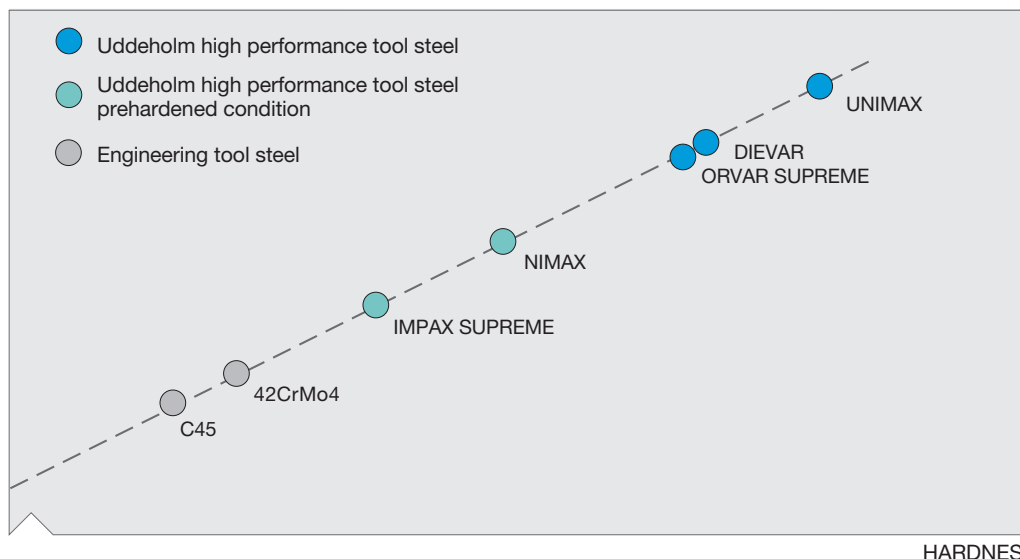 Uddeholm high performance tool steel
Uddeholm high performance tool steel
prehardened condition
Engineering tool steel
UNIMAX
DIEVAR
ORVAR SUPREME
NIMAX
IMPAX SUPREME
42CrMo4
C45
HARDNES